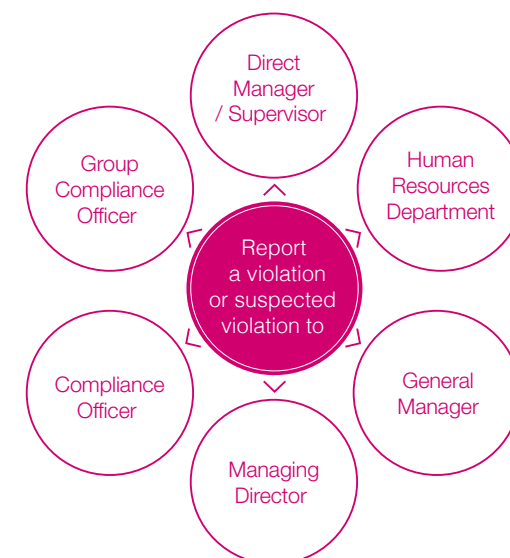 Direct
Manager
/ Supervisor
Human
Resources
Department
General
Manager
Managing
Director
Compliance
Officer
Group
Compliance
Officer
Report
a violation
or suspected
violation to